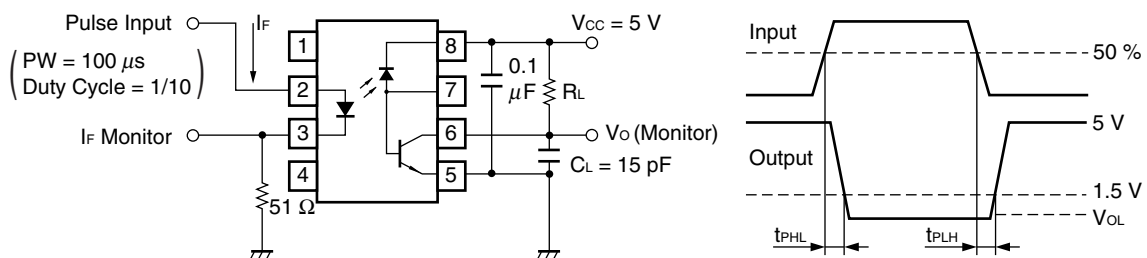 Pulse Input
IF
( PW = 100 μs
Duty Cycle = 1/10 )
IF Monitor
51 Ω
1
2
3
4
8
7
6
5
VCC = 5 V
0.1
μF
RL
VO (Monitor)
CL = 15 pF
Input
50 %
5 V
Output
1.5 V
VOL
tPHL
tPLH